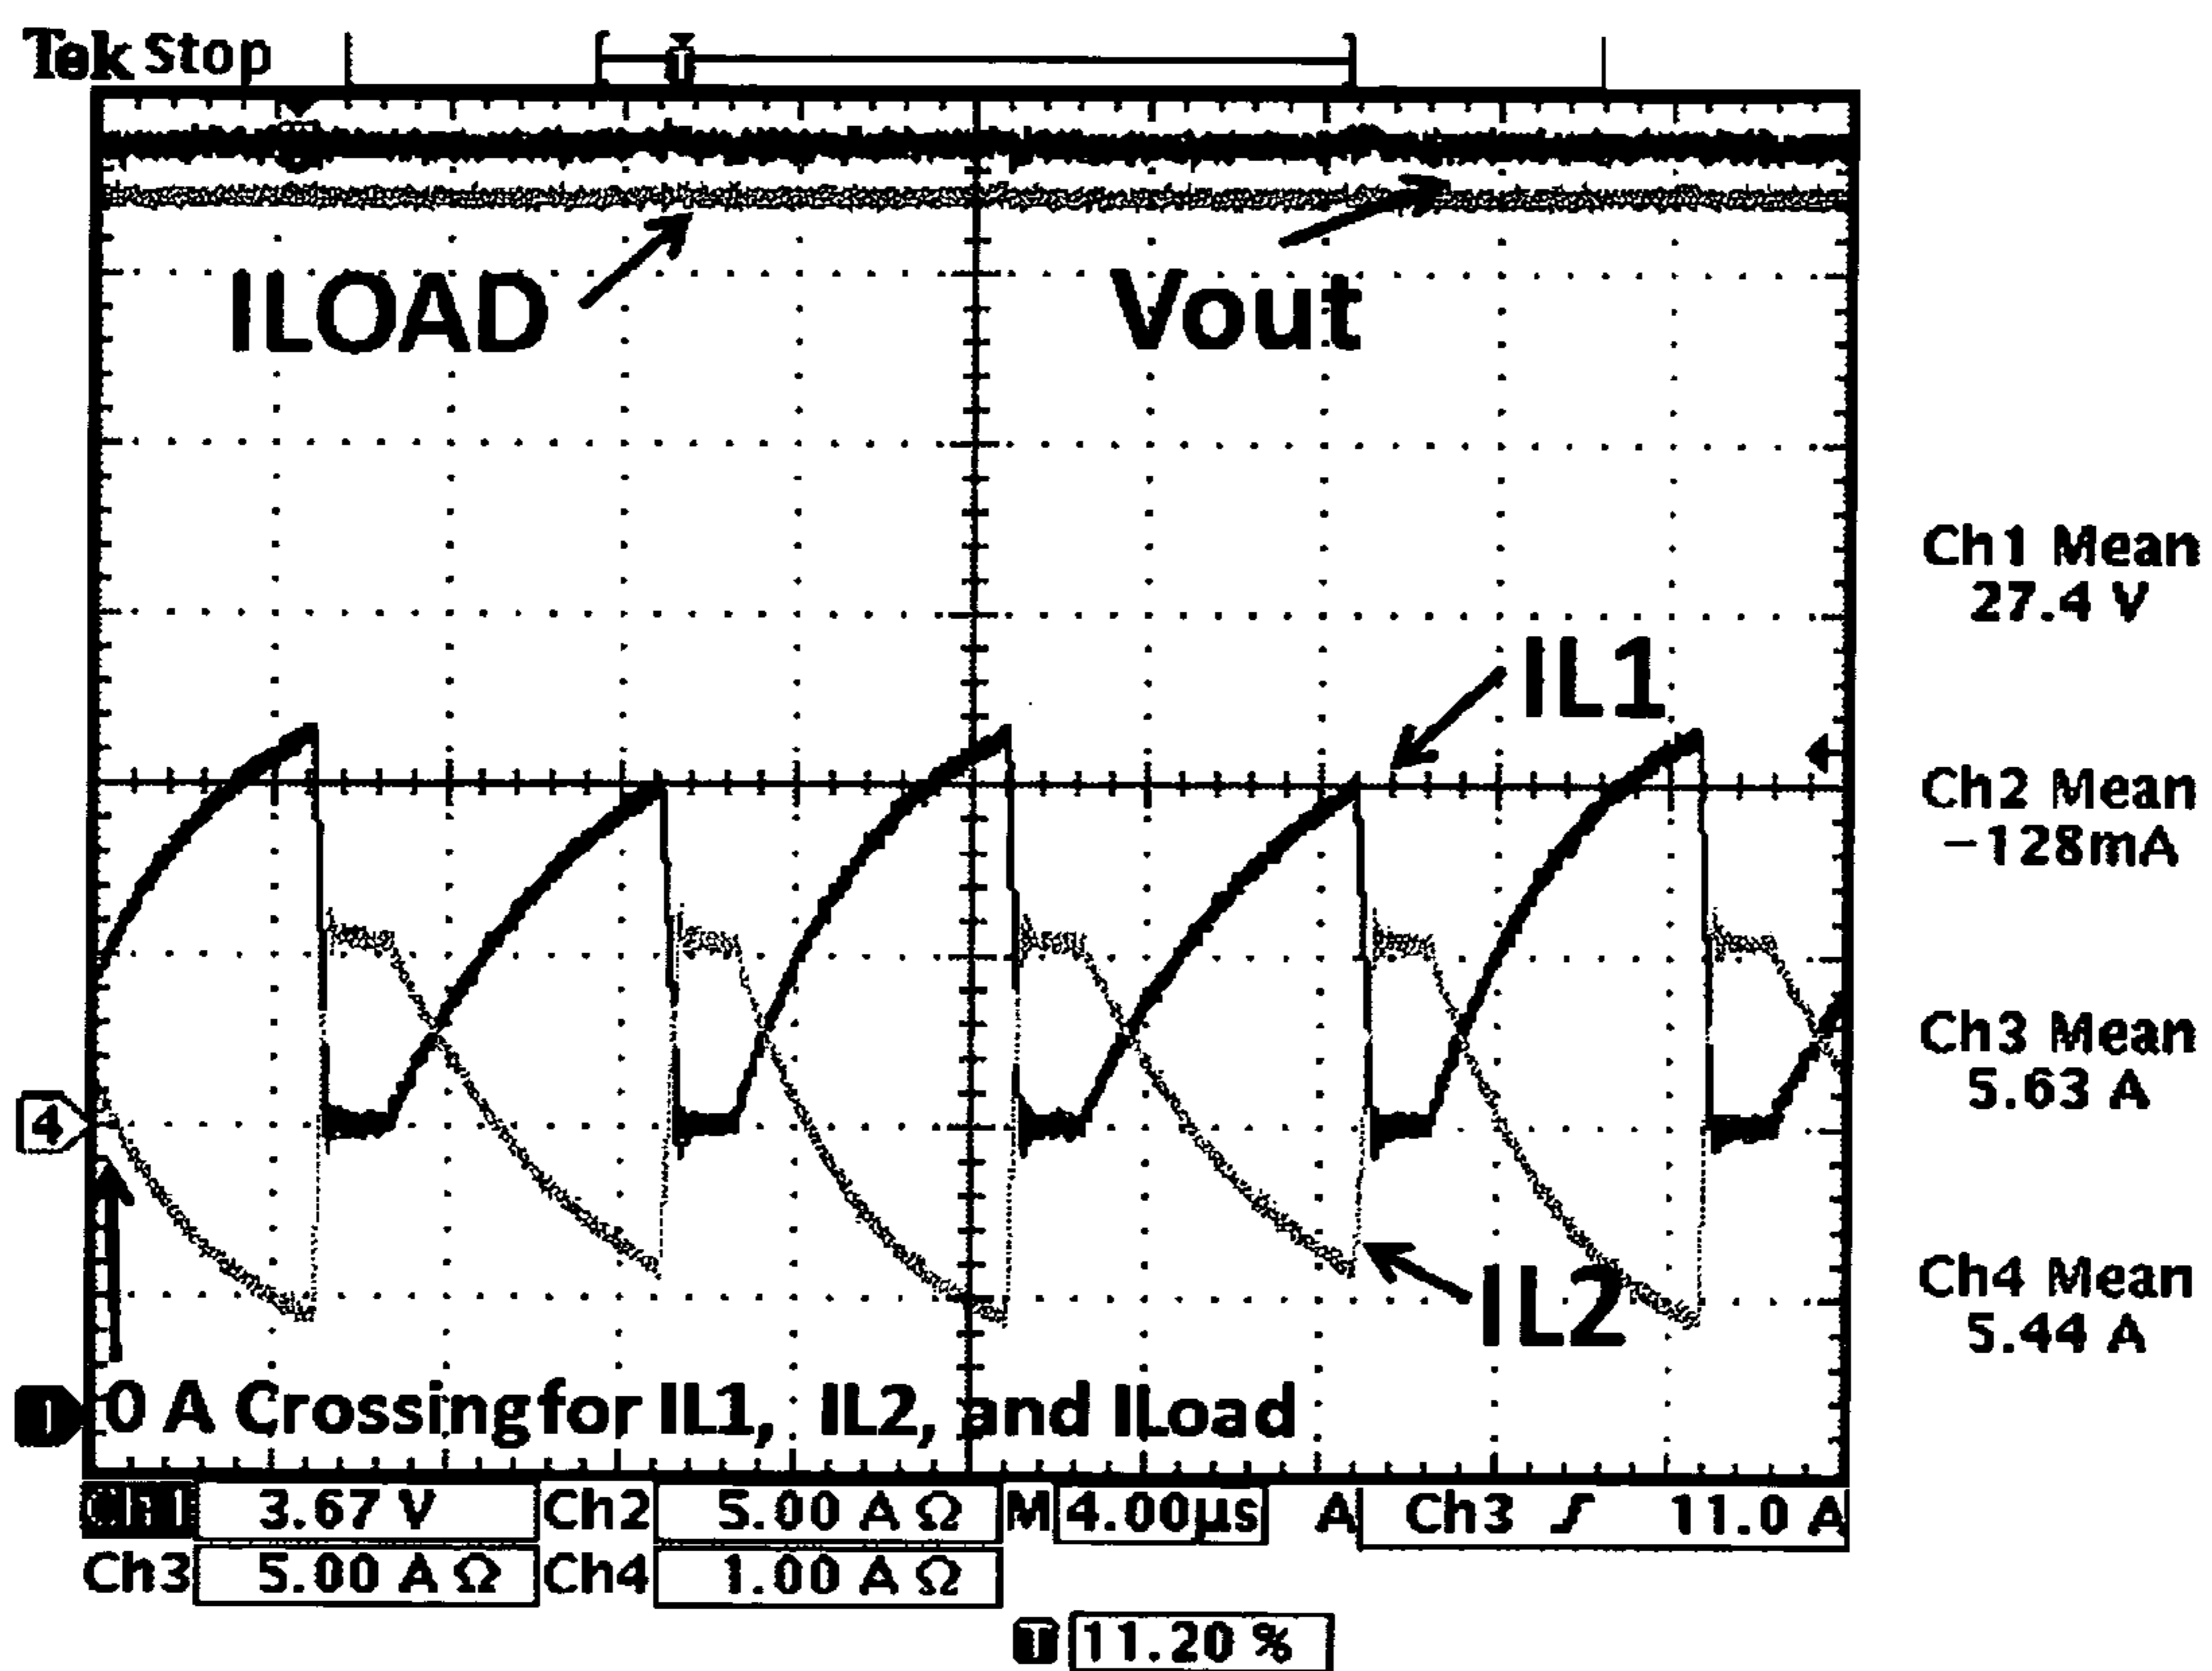 Tek Stop
T
ILOAD
Vout
Ch1 Mean
27.4 V
IL1
Ch2 Mean
-128mA
Ch3 Mean
5.63 A
4
Ch4 Mean
5.44 A
IL2
1
0 A Crossing for IL1, IL2, and ILoad
Ch1 3.67 V Ch2 5.00 A Ω M 4.00µs A Ch3 ʃ 11.0 A
Ch3 5.00 A Ω Ch4 1.00 A Ω
T 11.20 %